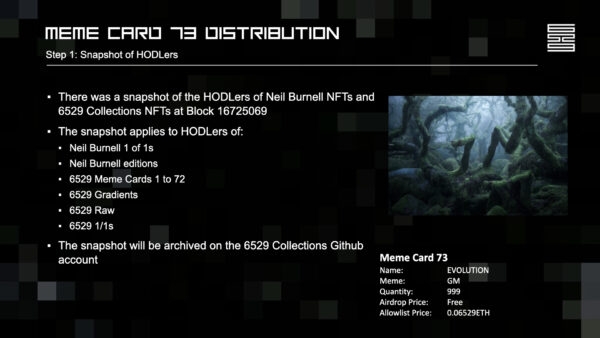 MEME CARD 73 DISTRIBUTION
Step 1: Snapshot of HODLers
▪ There was a snapshot of the HODLers of Neil Burnell NFTs and
6529 Collections NFTs at Block 16725069
▪ The snapshot applies to HODLers of:
▪ Neil Burnell 1 of 1s
▪ Neil Burnell editions
▪ 6529 Meme Cards 1 to 72
▪ 6529 Gradients
▪ 6529 Raw
▪ 6529 1/1s
▪ The snapshot will be archived on the 6529 Collections Github
account
Meme Card 73
Name: EVOLUTION
Meme: GM
Quantity: 999
Airdrop Price: Free
Allowlist Price: 0.06529ETH